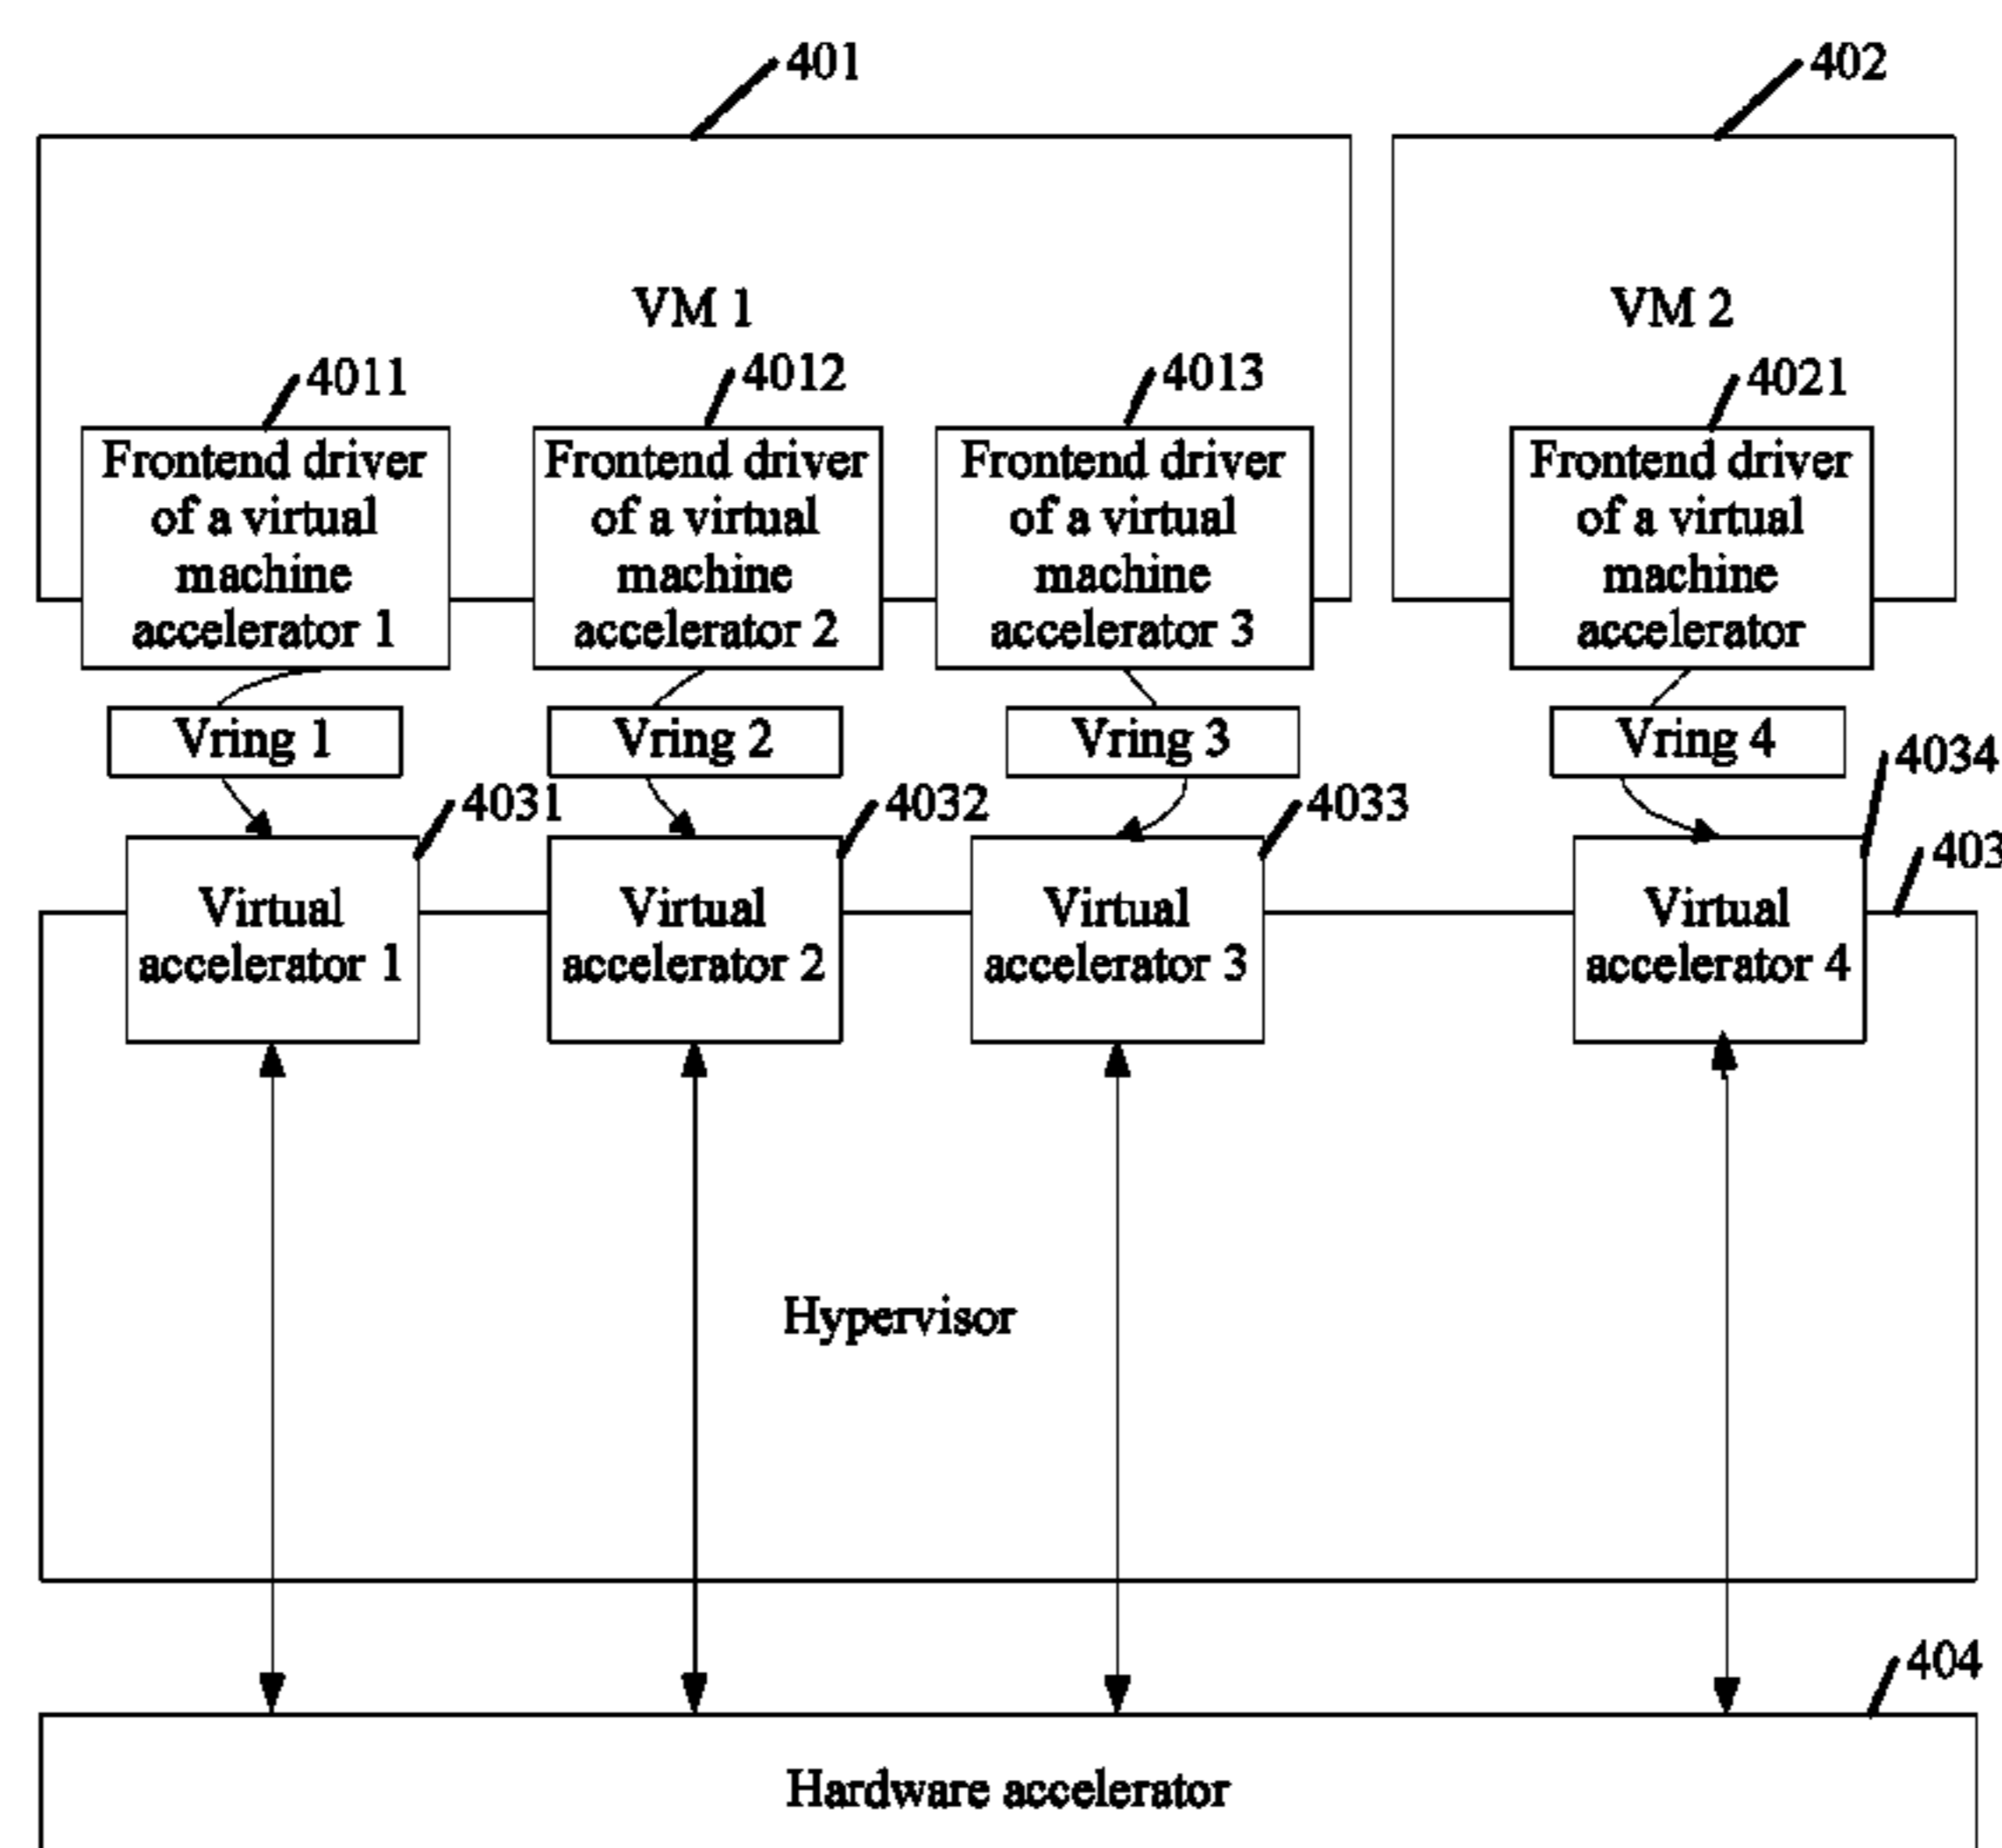 401
402
VM 1
VM 2
4011
4012
4013
4021
Frontend driver
of a virtual
machine
accelerator 1
Frontend driver
of a virtual
machine
accelerator 2
Frontend driver
of a virtual
machine
accelerator 3
Frontend driver
of a virtual
machine
accelerator
Vring 1
Vring 2
Vring 3
Vring 4
4031
4032
4033
4034
403
Virtual
accelerator 1
Virtual
accelerator 2
Virtual
accelerator 3
Virtual
accelerator 4
Hypervisor
404
Hardware accelerator